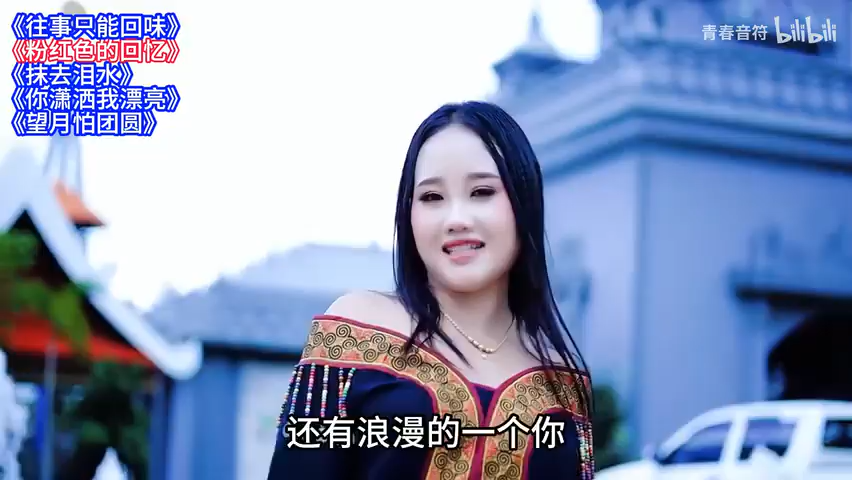 《往事只能回味》
《粉红色的回忆》
《抹去泪水》
《你潇洒我漂亮》
《望月怕团圆》
青春音符 bilibili
还有浪漫的一个你